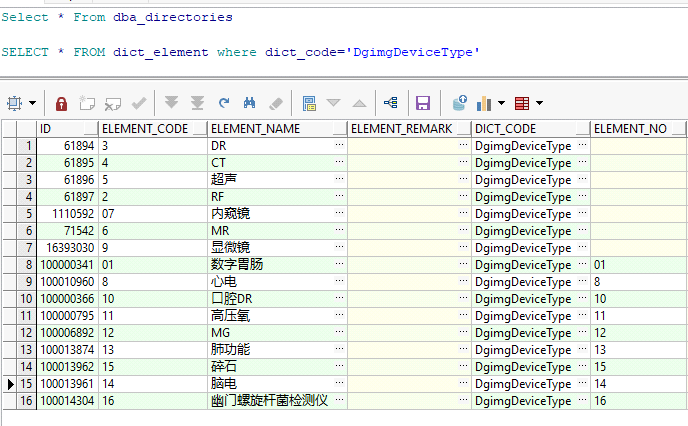 Select * From dba_directories
SELECT * FROM dict_element where dict_code='DgimgDeviceType'
ID ELEMENT_CODE ELEMENT_NAME ELEMENT_REMARK DICT_CODE ELEMENT_NO
1 61894 3 DR ... DgimgDeviceType ...
2 61895 4 CT ... DgimgDeviceType ...
3 61896 5 超声 ... DgimgDeviceType ...
4 61897 2 RF ... DgimgDeviceType ...
5 1110592 07 内窥镜 ... DgimgDeviceType ...
6 71542 6 MR ... DgimgDeviceType ...
7 16393030 9 显微镜 ... DgimgDeviceType ...
8 100000341 01 数字胃肠 ... DgimgDeviceType ... 01
9 100010960 8 心电 ... DgimgDeviceType ... 8
10 100000366 10 口腔DR ... DgimgDeviceType ... 10
11 100000795 11 高压氧 ... DgimgDeviceType ... 11
12 100006892 12 MG ... DgimgDeviceType ... 12
13 100013874 13 肺功能 ... DgimgDeviceType ... 13
14 100013962 15 碎石 ... DgimgDeviceType ... 15
15 100013961 14 脑电 ... DgimgDeviceType ... 14
16 100014304 16 幽门螺旋杆菌检测仪 ... DgimgDeviceType ... 16